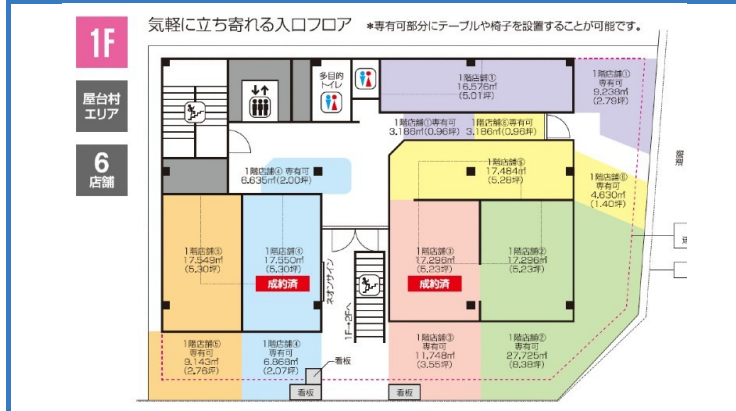 1F
気軽に立ち寄れる入口フロア
*専有可部分にテーブルや椅子を設置することが可能です。
屋台村
エリア
6
店舗
多目的
トイレ
1階店舗①
16.576㎡
(5.01坪)
1階店舗①
専有可
9.238㎡
(2.79坪)
1階店舗①専有可
3.186㎡(0.96坪)
1階店舗⑥専有可
3.186㎡(0.96坪)
1階店舗④ 専有可
6.635㎡(2.00坪)
1階店舗⑥
17.484㎡
(5.28坪)
1階店舗⑥
専有可
4.630㎡
(1.40坪)
1階店舗⑤
17.549㎡
(5.30坪)
1階店舗④
17.550㎡
(5.30坪)
成約済
ネオンサイン
1F→2Fへ
1階店舗③
17.296㎡
(5.23坪)
成約済
1階店舗②
17.296㎡
(5.23坪)
1階店舗⑤
専有可
9.143㎡
(2.76坪)
1階店舗④
専有可
6.868㎡
(2.07坪)
看板
看板
看板
1階店舗③
専有可
11.748㎡
(3.55坪)
1階店舗②
専有可
27.725㎡
(8.38坪)